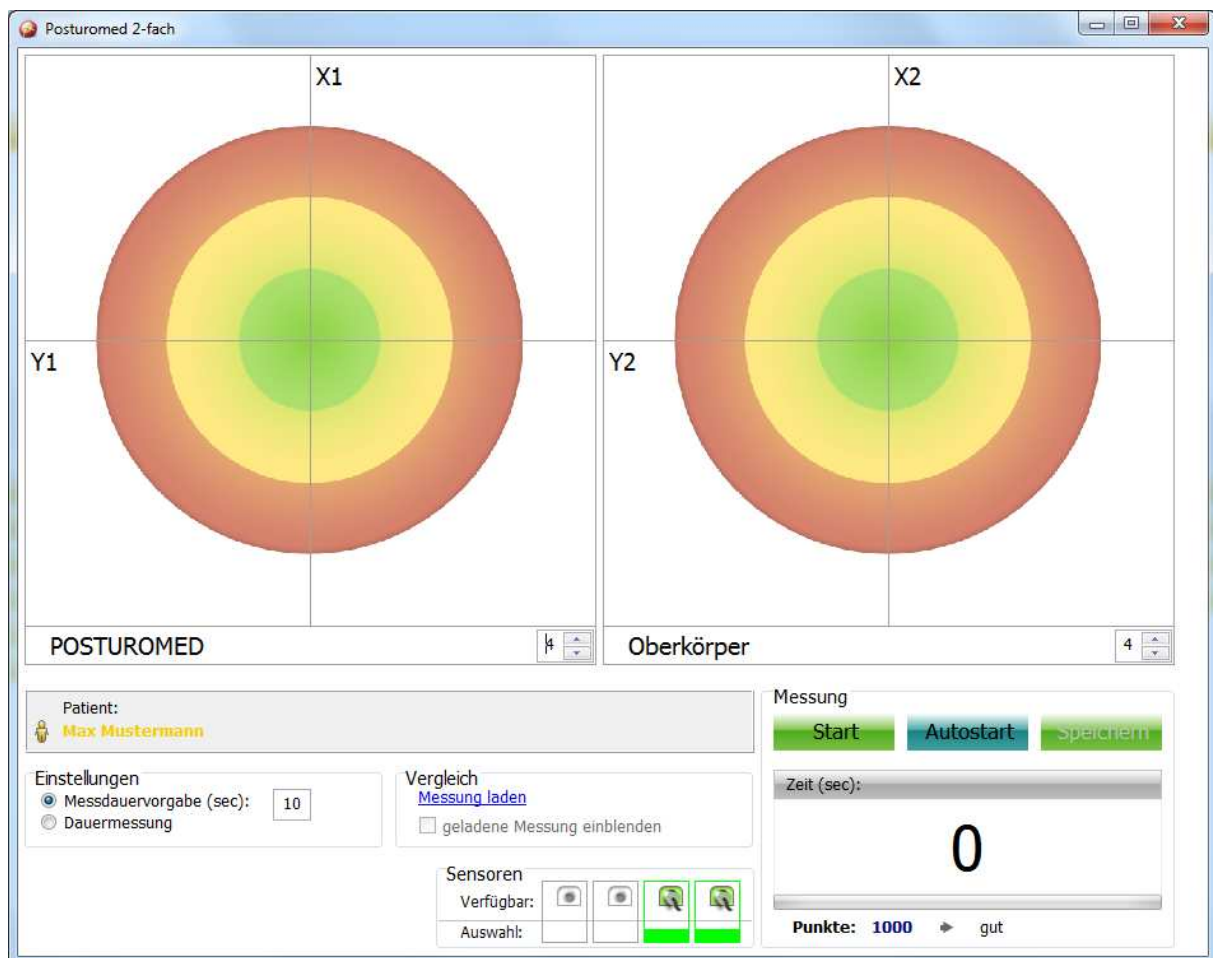 Posturomed 2-fach
X1
X2
Y1
Y2
POSTUROMED
4
Oberkörper
4
Patient:
Max Mustermann
Einstellungen
Messdauervorgabe (sec): 10
Dauermessung
Vergleich
Messung laden
geladene Messung einblenden
Sensoren
Verfügbar:
Auswahl:
Messung
Start Autostart Speichern
Zeit (sec):
0
Punkte: 1000 gut